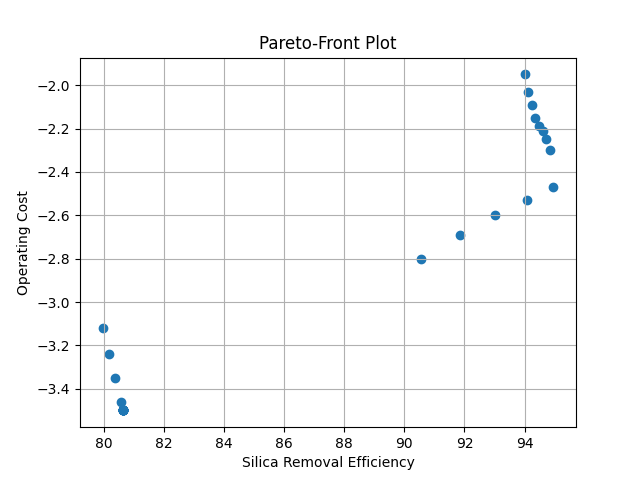 Pareto-Front Plot
−2.0
−2.2
−2.4
−2.6
−2.8
−3.0
−3.2
−3.4
Operating Cost
80 82 84 86 88 90 92 94
Silica Removal Efficiency